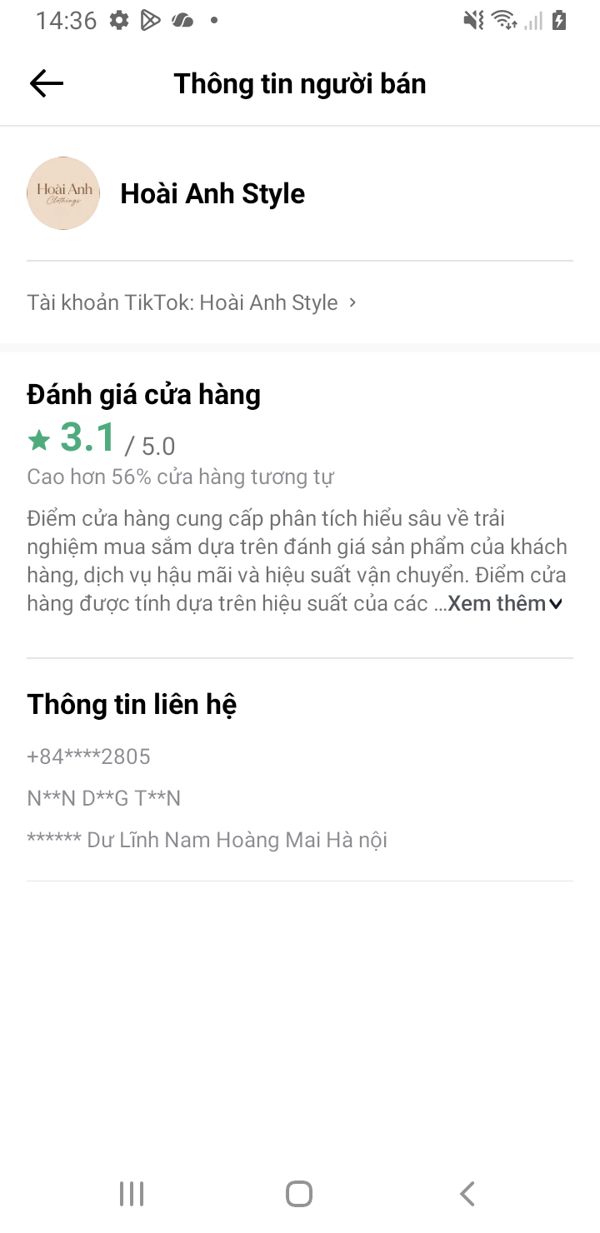 14:36
Thông tin người bán
Hoài Anh
Clothings
Hoài Anh Style
Tài khoản TikTok: Hoài Anh Style
Đánh giá cửa hàng
3.1 / 5.0
Cao hơn 56% cửa hàng tương tự
Điểm cửa hàng cung cấp phân tích hiểu sâu về trải
nghiệm mua sắm dựa trên đánh giá sản phẩm của khách
hàng, dịch vụ hậu mãi và hiệu suất vận chuyển. Điểm cửa
hàng được tính dựa trên hiệu suất của các ...Xem thêm
Thông tin liên hệ
+84****2805
N**N D**G T**N
****** Dư Lĩnh Nam Hoàng Mai Hà nội